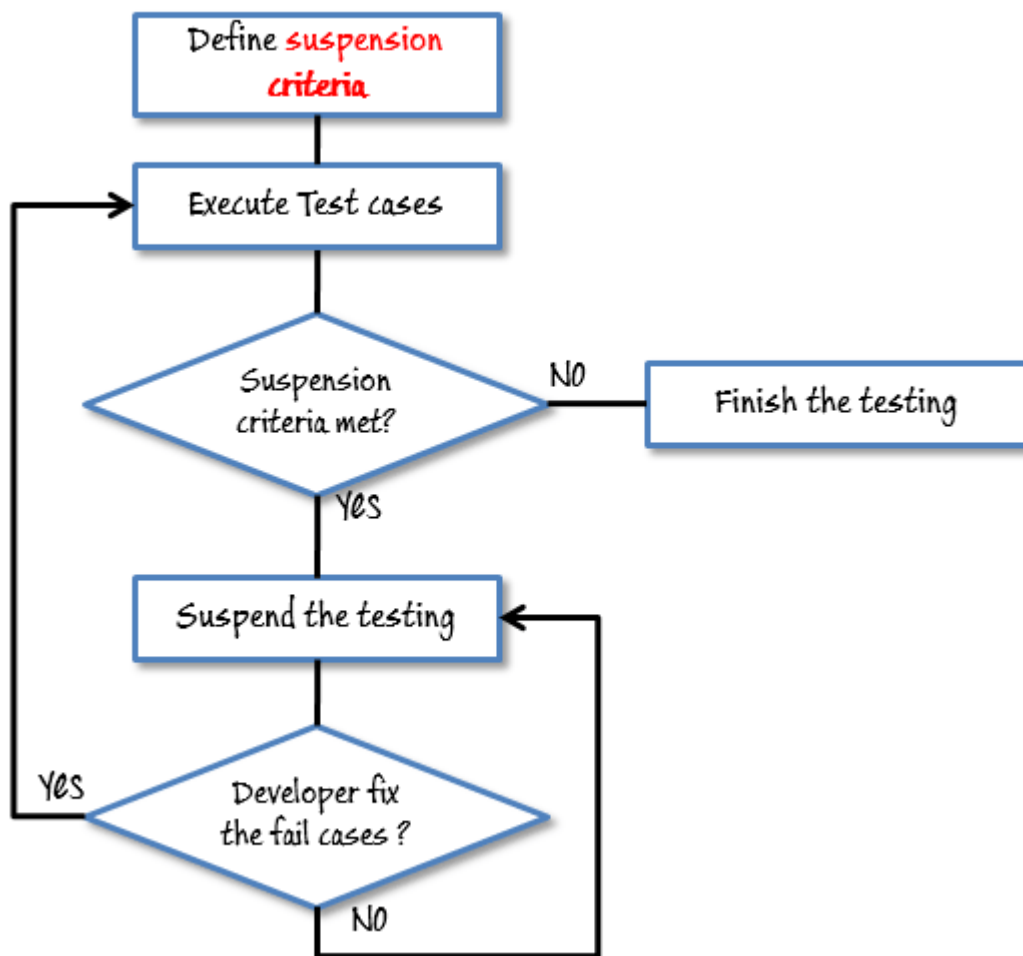 Define suspension
criteria
Execute Test cases
Suspension
criteria met?
NO
Finish the testing
Yes
Suspend the testing
Yes
Developer fix
the fail cases ?
NO